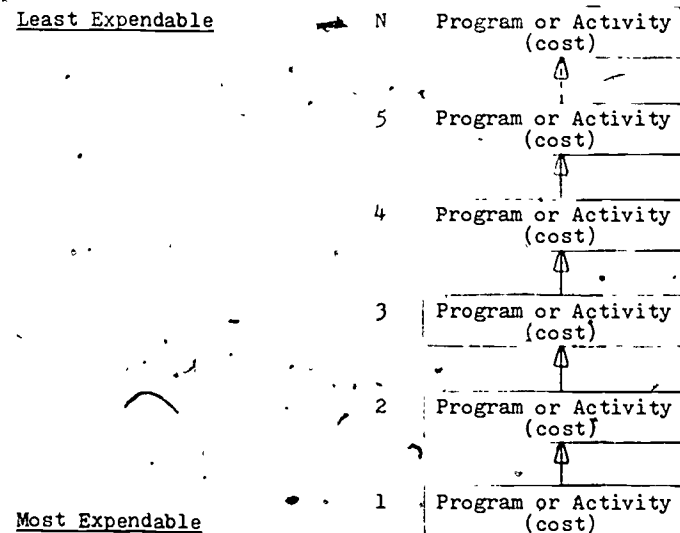 Least Expendable N Program or Activity
(cost)
5 Program or Activity
(cost)
4 Program or Activity
(cost)
3 Program or Activity
(cost)
2 Program or Activity
(cost)
1 Program or Activity
Most Expendable (cost)